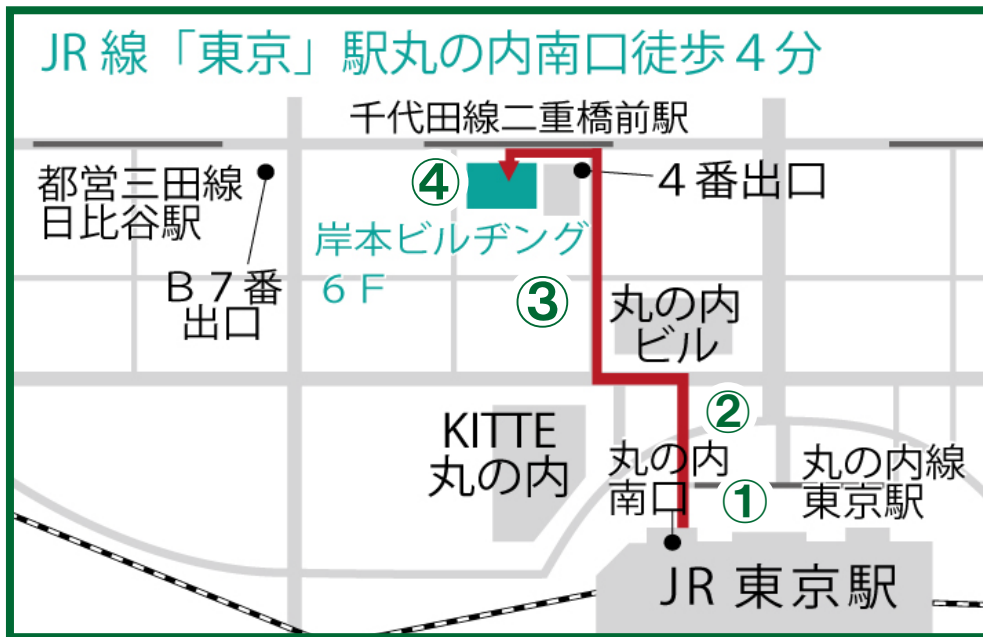 JR 線「東京」駅丸の内南口徒歩４分
千代田線二重橋前駅
都営三田線
日比谷駅
④
４番出口
岸本ビルヂング
６Ｆ
Ｂ７番
出口
③
丸の内
ビル
KITTE
丸の内
②
丸の内
南口
①
丸の内線
東京駅
JR 東京駅